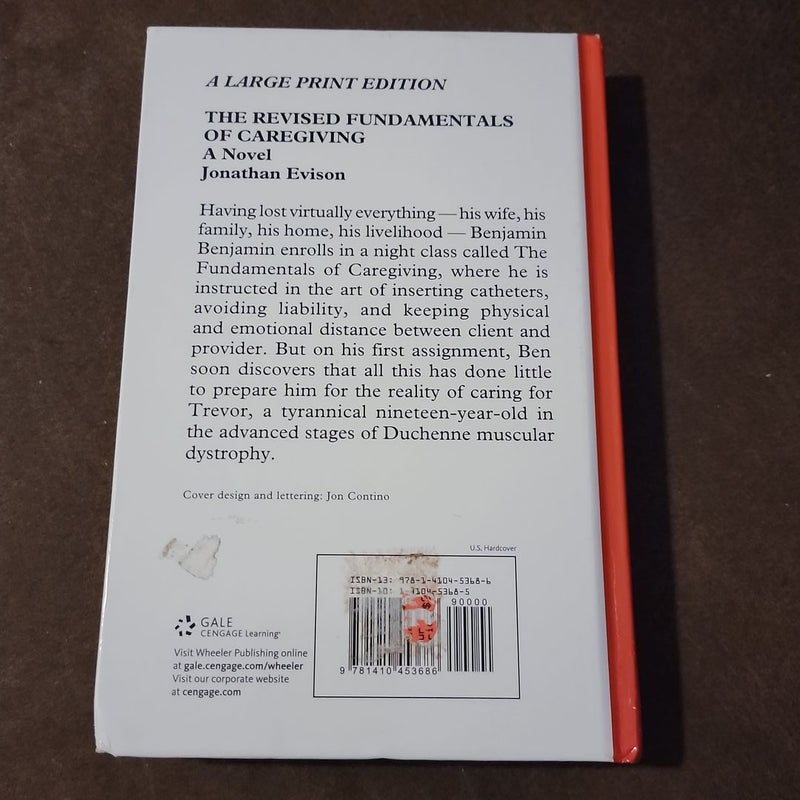 A LARGE PRINT EDITION
THE REVISED FUNDAMENTALS
OF CAREGIVING
A Novel
Jonathan Evison
Having lost virtually everything — his wife, his
family, his home, his livelihood — Benjamin
Benjamin enrolls in a night class called The
Fundamentals of Caregiving, where he is
instructed in the art of inserting catheters,
avoiding liability, and keeping physical
and emotional distance between client and
provider. But on his first assignment, Ben
soon discovers that all this has done little
to prepare him for the reality of caring for
Trevor, a tyrannical nineteen-year-old in
the advanced stages of Duchenne muscular
dystrophy.
Cover design and lettering: Jon Contino
U.S. Hardcover
ISBN-13: 978-1-4104-5368-6
ISBN-10: 1-4104-5368-5
90000
9 781410 453686
GALE
CENGAGE Learning®
Visit Wheeler Publishing online
at gale.cengage.com/wheeler
Visit our corporate website
at cengage.com